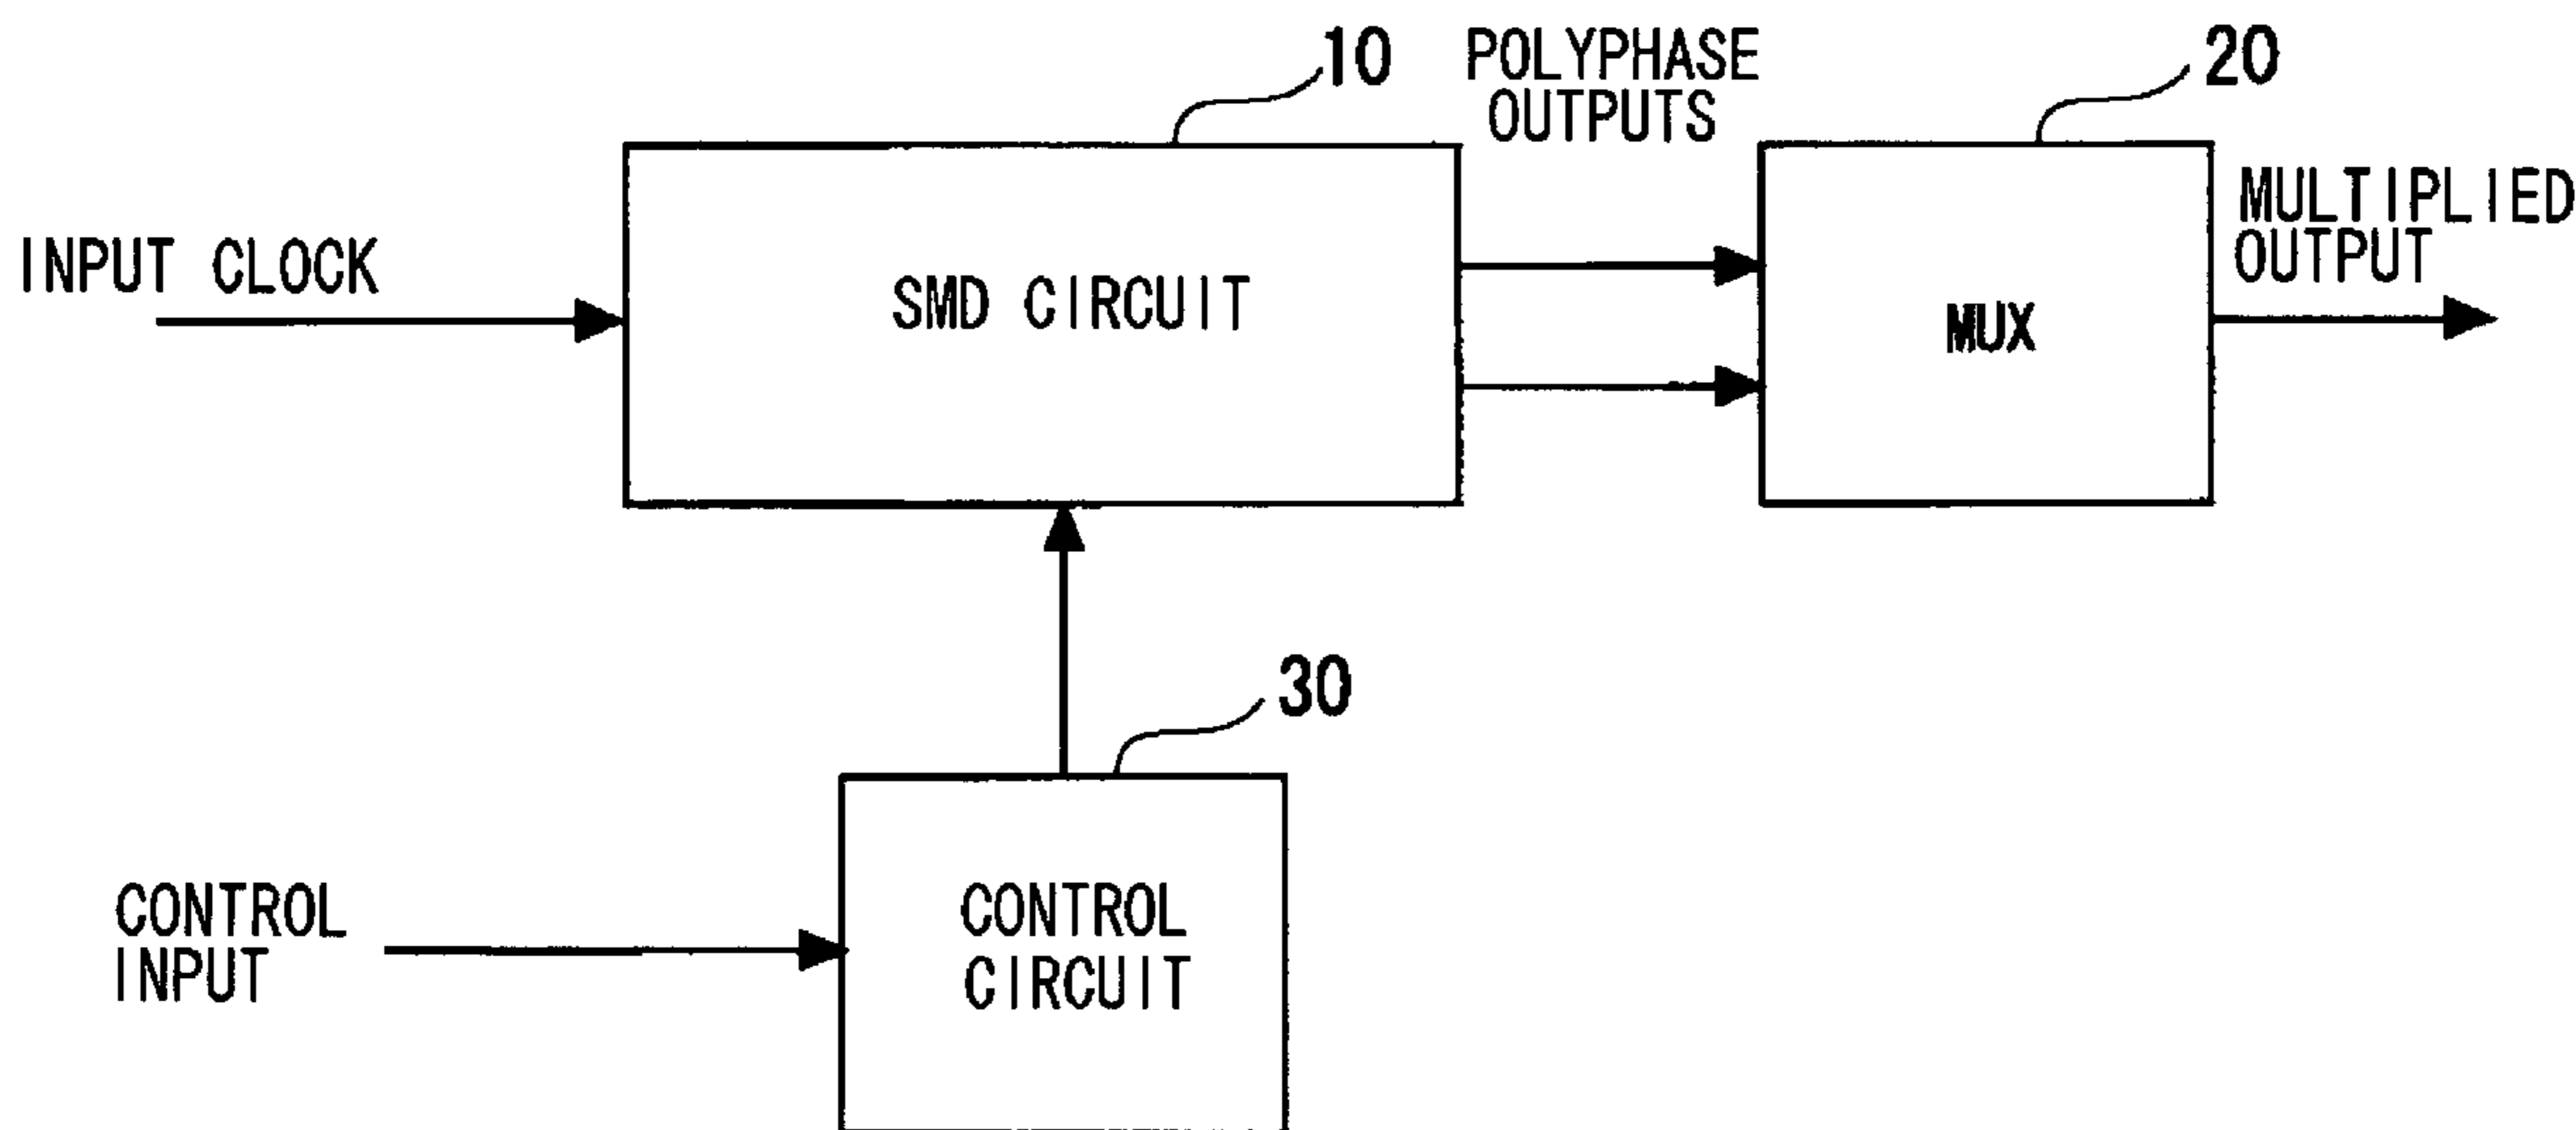 10
POLYPHASE
OUTPUTS
20
MULTIPLIED
OUTPUT
INPUT CLOCK
SMD CIRCUIT
MUX
30
CONTROL
INPUT
CONTROL
CIRCUIT